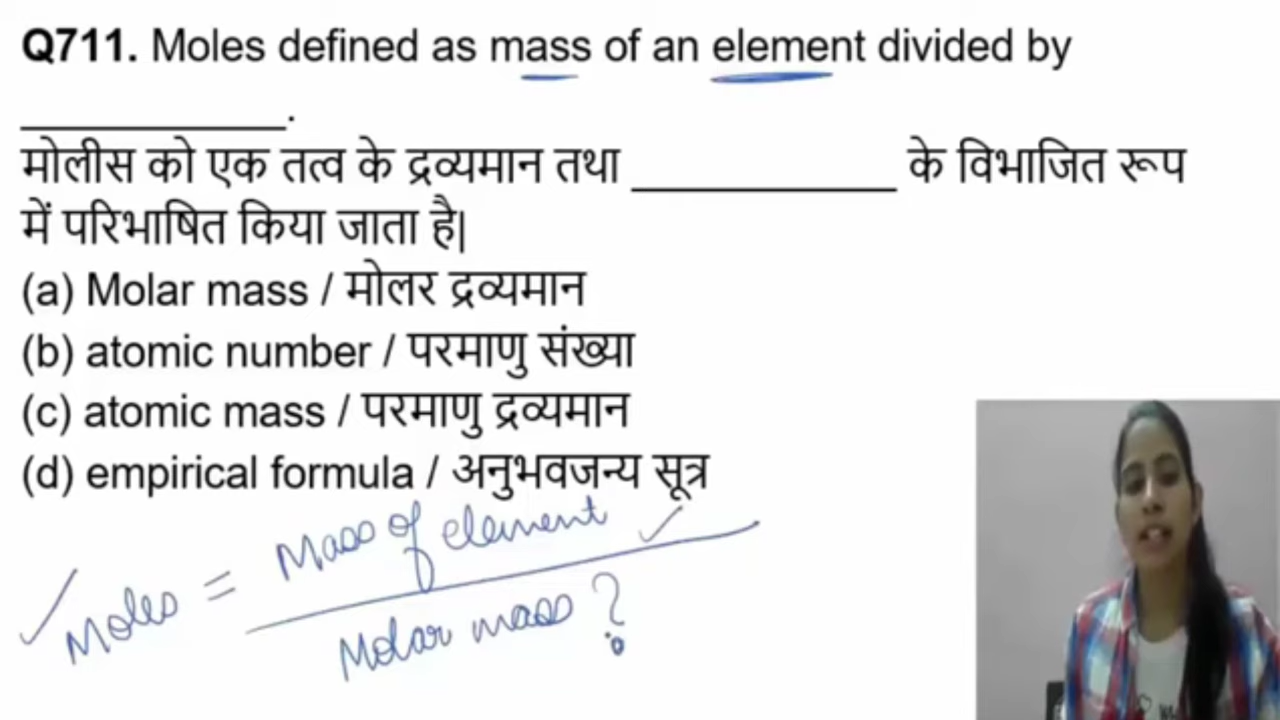 Q711. Moles defined as mass of an element divided by
___________.
मोलीस को एक तत्व के द्रव्यमान तथा ___________ के विभाजित रूप
में परिभाषित किया जाता है|
(a) Molar mass / मोलर द्रव्यमान
(b) atomic number / परमाणु संख्या
(c) atomic mass / परमाणु द्रव्यमान
(d) empirical formula / अनुभवजन्य सूत्र
Mass of element
Moles =
Molar mass ?